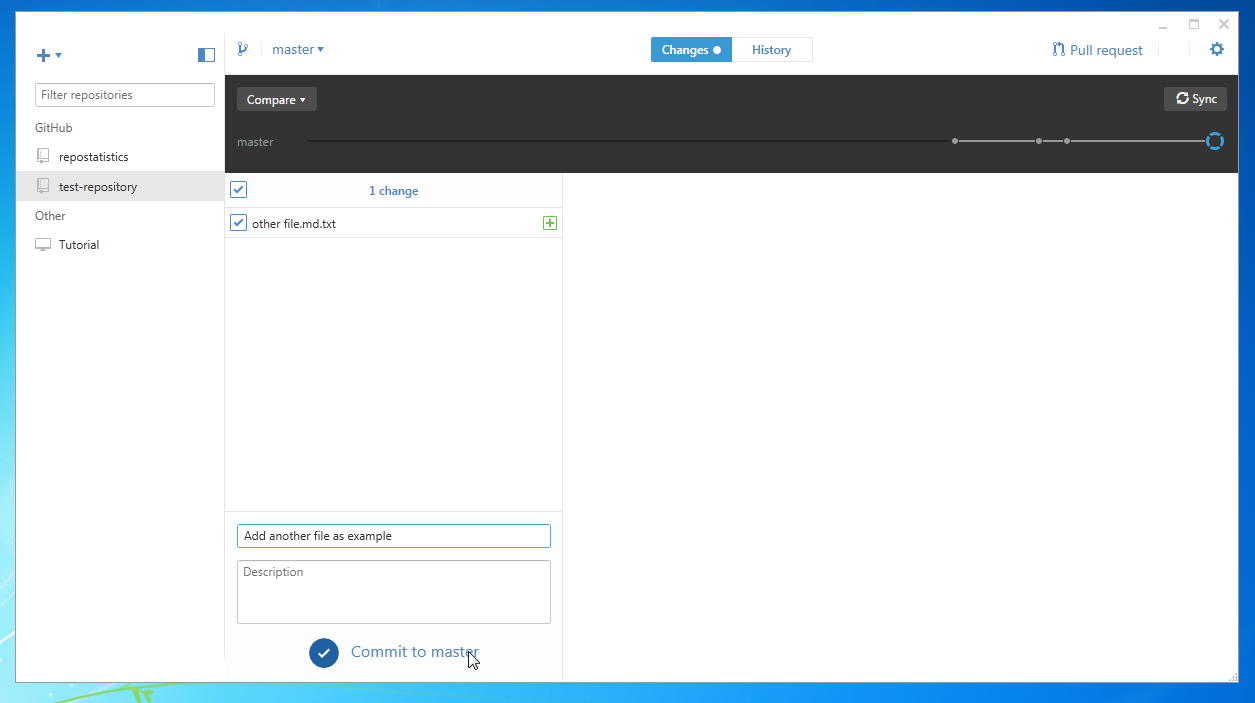 master
Changes
History
Pull request
Filter repositories
GitHub
repostatistics
test-repository
Other
Tutorial
Compare
Sync
master
1 change
other file.md.txt
Add another file as example
Description
Commit to master